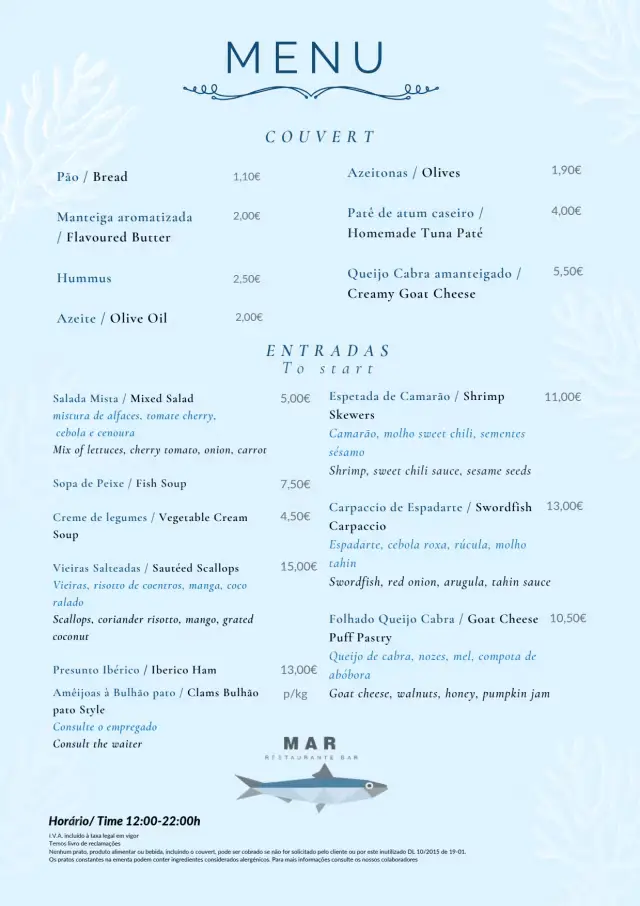 MENU
COUVERT
Pão / Bread 1,10€
Manteiga aromatizada 2,00€
/ Flavoured Butter
Hummus 2,50€
Azeite / Olive Oil 2,00€
Azeitonas / Olives 1,90€
Paté de atum caseiro / 4,00€
Homemade Tuna Paté
Queijo Cabra amanteigado / 5,50€
Creamy Goat Cheese
ENTRADAS
To start
Salada Mista / Mixed Salad 5,00€
mistura de alfaces, tomate cherry,
cebola e cenoura
Mix of lettuces, cherry tomato, onion, carrot
Sopa de Peixe / Fish Soup 7,50€
Creme de legumes / Vegetable Cream 4,50€
Soup
Vieiras Salteadas / Sautéed Scallops 15,00€
Vieiras, risotto de coentros, manga, coco
ralado
Scallops, coriander risotto, mango, grated
coconut
Presunto Ibérico / Iberico Ham 13,00€
Amêijoas à Bulhão pato / Clams Bulhão p/kg
pato Style
Consulte o empregado
Consult the waiter
Espetada de Camarão / Shrimp 11,00€
Skewers
Camarão, molho sweet chili, sementes
sésamo
Shrimp, sweet chili sauce, sesame seeds
Carpaccio de Espadarte / Swordfish 13,00€
Carpaccio
Espadarte, cebola roxa, rúcula, molho
tahin
Swordfish, red onion, arugula, tahin sauce
Folhado Queijo Cabra / Goat Cheese 10,50€
Puff Pastry
Queijo de cabra, nozes, mel, compota de
abóbora
Goat cheese, walnuts, honey, pumpkin jam
MAR
RESTAURANTE BAR
Horário/ Time 12:00-22:00h
I.V.A. incluído à taxa legal em vigor
Temos livro de reclamações
Nenhum prato, produto alimentar ou bebida, incluindo o couvert, pode ser cobrado se não for solicitado pelo cliente ou por este inutilizado DL 10/2015 de 19-01.
Os pratos constantes na ementa podem conter ingredientes considerados alergénicos. Para mais informações consulte os nossos colaboradores